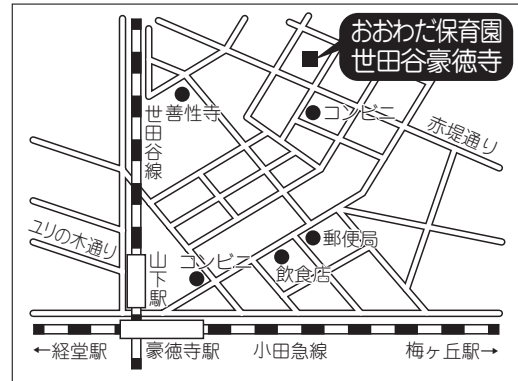 おおわだ保育園
世田谷豪徳寺
善性寺
世田谷線
コンビニ
赤堤通り
ユリの木通り
山下駅
コンビニ
郵便局
飲食店
←経堂駅
豪徳寺駅
小田急線
梅ヶ丘駅→